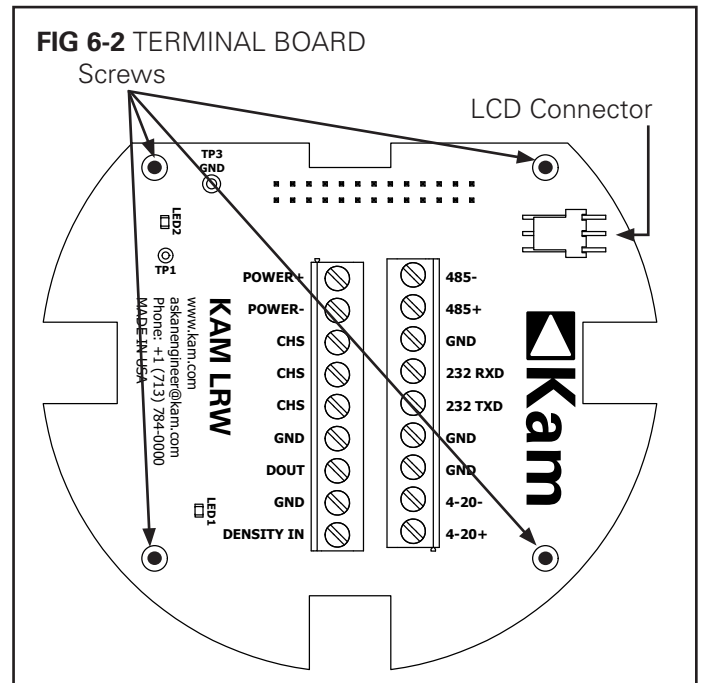 FIG 6-2 TERMINAL BOARD
Screws
LCD Connector
TP3
GND
LED2
TP1
POWER+
POWER-
CHS
CHS
CHS
GND
DOUT
GND
DENSITY IN
485-
485+
GND
232 RXD
232 TXD
GND
GND
4-20-
4-20+
KAM LRW
www.kam.com
askanengineer@kam.com
Phone: +1 (713) 784-0000
MADE IN USA
LED1
Kam